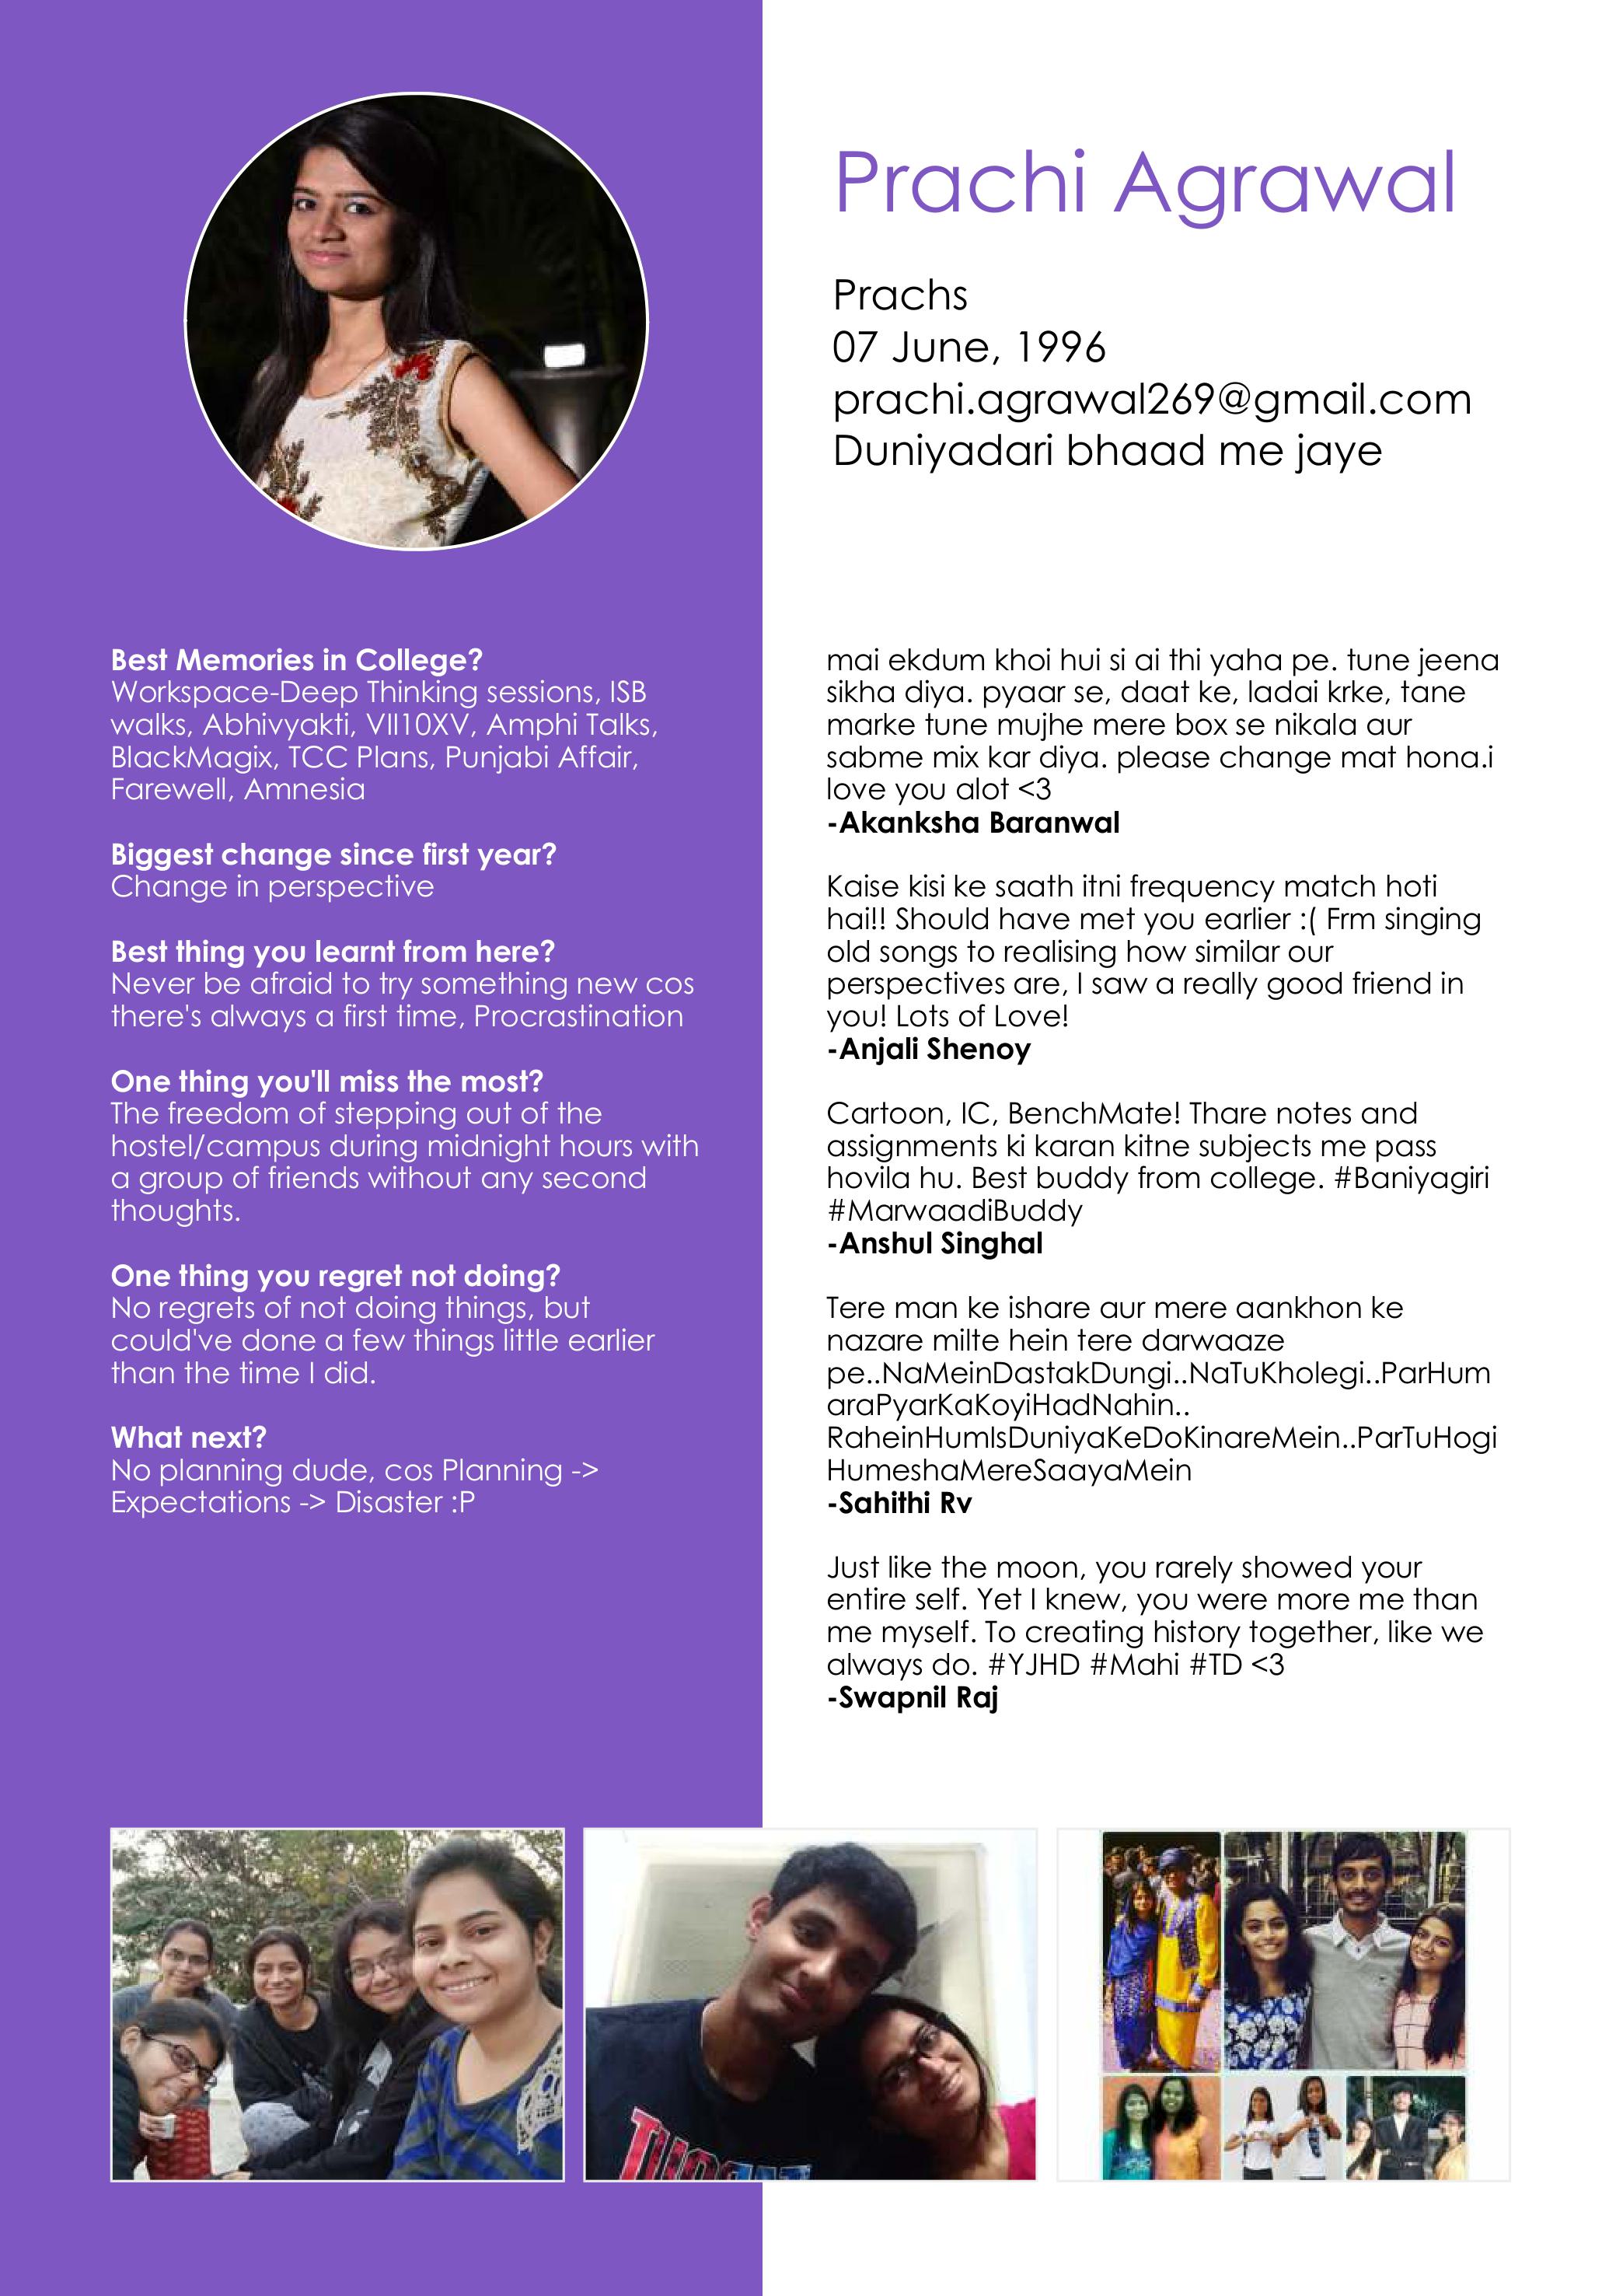 Prachi Agrawal
Prachs
07 June, 1996
prachi.agrawal269@gmail.com
Duniyadari bhaad me jaye
Best Memories in College?
Workspace-Deep Thinking sessions, ISB
walks, Abhivyakti, VII10XV, Amphi Talks,
BlackMagix, TCC Plans, Punjabi Affair,
Farewell, Amnesia
Biggest change since first year?
Change in perspective
Best thing you learnt from here?
Never be afraid to try something new cos
there's always a first time, Procrastination
One thing you'll miss the most?
The freedom of stepping out of the
hostel/campus during midnight hours with
a group of friends without any second
thoughts.
One thing you regret not doing?
No regrets of not doing things, but
could've done a few things little earlier
than the time I did.
What next?
No planning dude, cos Planning ->
Expectations -> Disaster :P
mai ekdum khoi hui si ai thi yaha pe. tune jeena
sikha diya. pyaar se, daat ke, ladai krke, tane
marke tune mujhe mere box se nikala aur
sabme mix kar diya. please change mat hona.i
love you alot <3
-Akanksha Baranwal
Kaise kisi ke saath itni frequency match hoti
hai!! Should have met you earlier :( Frm singing
old songs to realising how similar our
perspectives are, I saw a really good friend in
you! Lots of Love!
-Anjali Shenoy
Cartoon, IC, BenchMate! Thare notes and
assignments ki karan kitne subjects me pass
hovila hu. Best buddy from college. #Baniyagiri
#MarwaadiBuddy
-Anshul Singhal
Tere man ke ishare aur mere aankhon ke
nazare milte hein tere darwaaze
pe..NaMeinDastakDungi..NaTuKholegi..ParHum
araPyarKaKoyiHadNahin..
RaheinHumIsDuniyaKeDoKinareMein..ParTuHogi
HumeshaMereSaayaMein
-Sahithi Rv
Just like the moon, you rarely showed your
entire self. Yet I knew, you were more me than
me myself. To creating history together, like we
always do. #YJHD #Mahi #TD <3
-Swapnil Raj